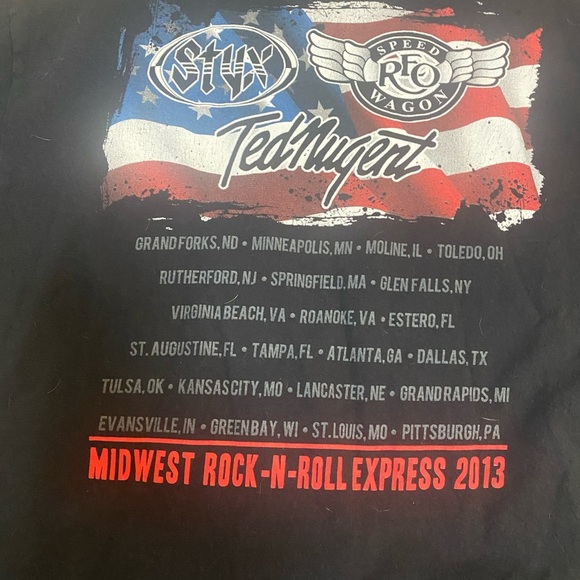 STYX
SPEED
REO
WAGON
Ted Nugent
GRAND FORKS, ND • MINNEAPOLIS, MN • MOLINE, IL • TOLEDO, OH
RUTHERFORD, NJ • SPRINGFIELD, MA • GLEN FALLS, NY
VIRGINIA BEACH, VA • ROANOKE, VA • ESTERO, FL
ST. AUGUSTINE, FL • TAMPA, FL • ATLANTA, GA • DALLAS, TX
TULSA, OK • KANSAS CITY, MO • LANCASTER, NE • GRAND RAPIDS, MI
EVANSVILLE, IN • GREEN BAY, WI • ST. LOUIS, MO • PITTSBURGH, PA
MIDWEST ROCK-N-ROLL EXPRESS 2013